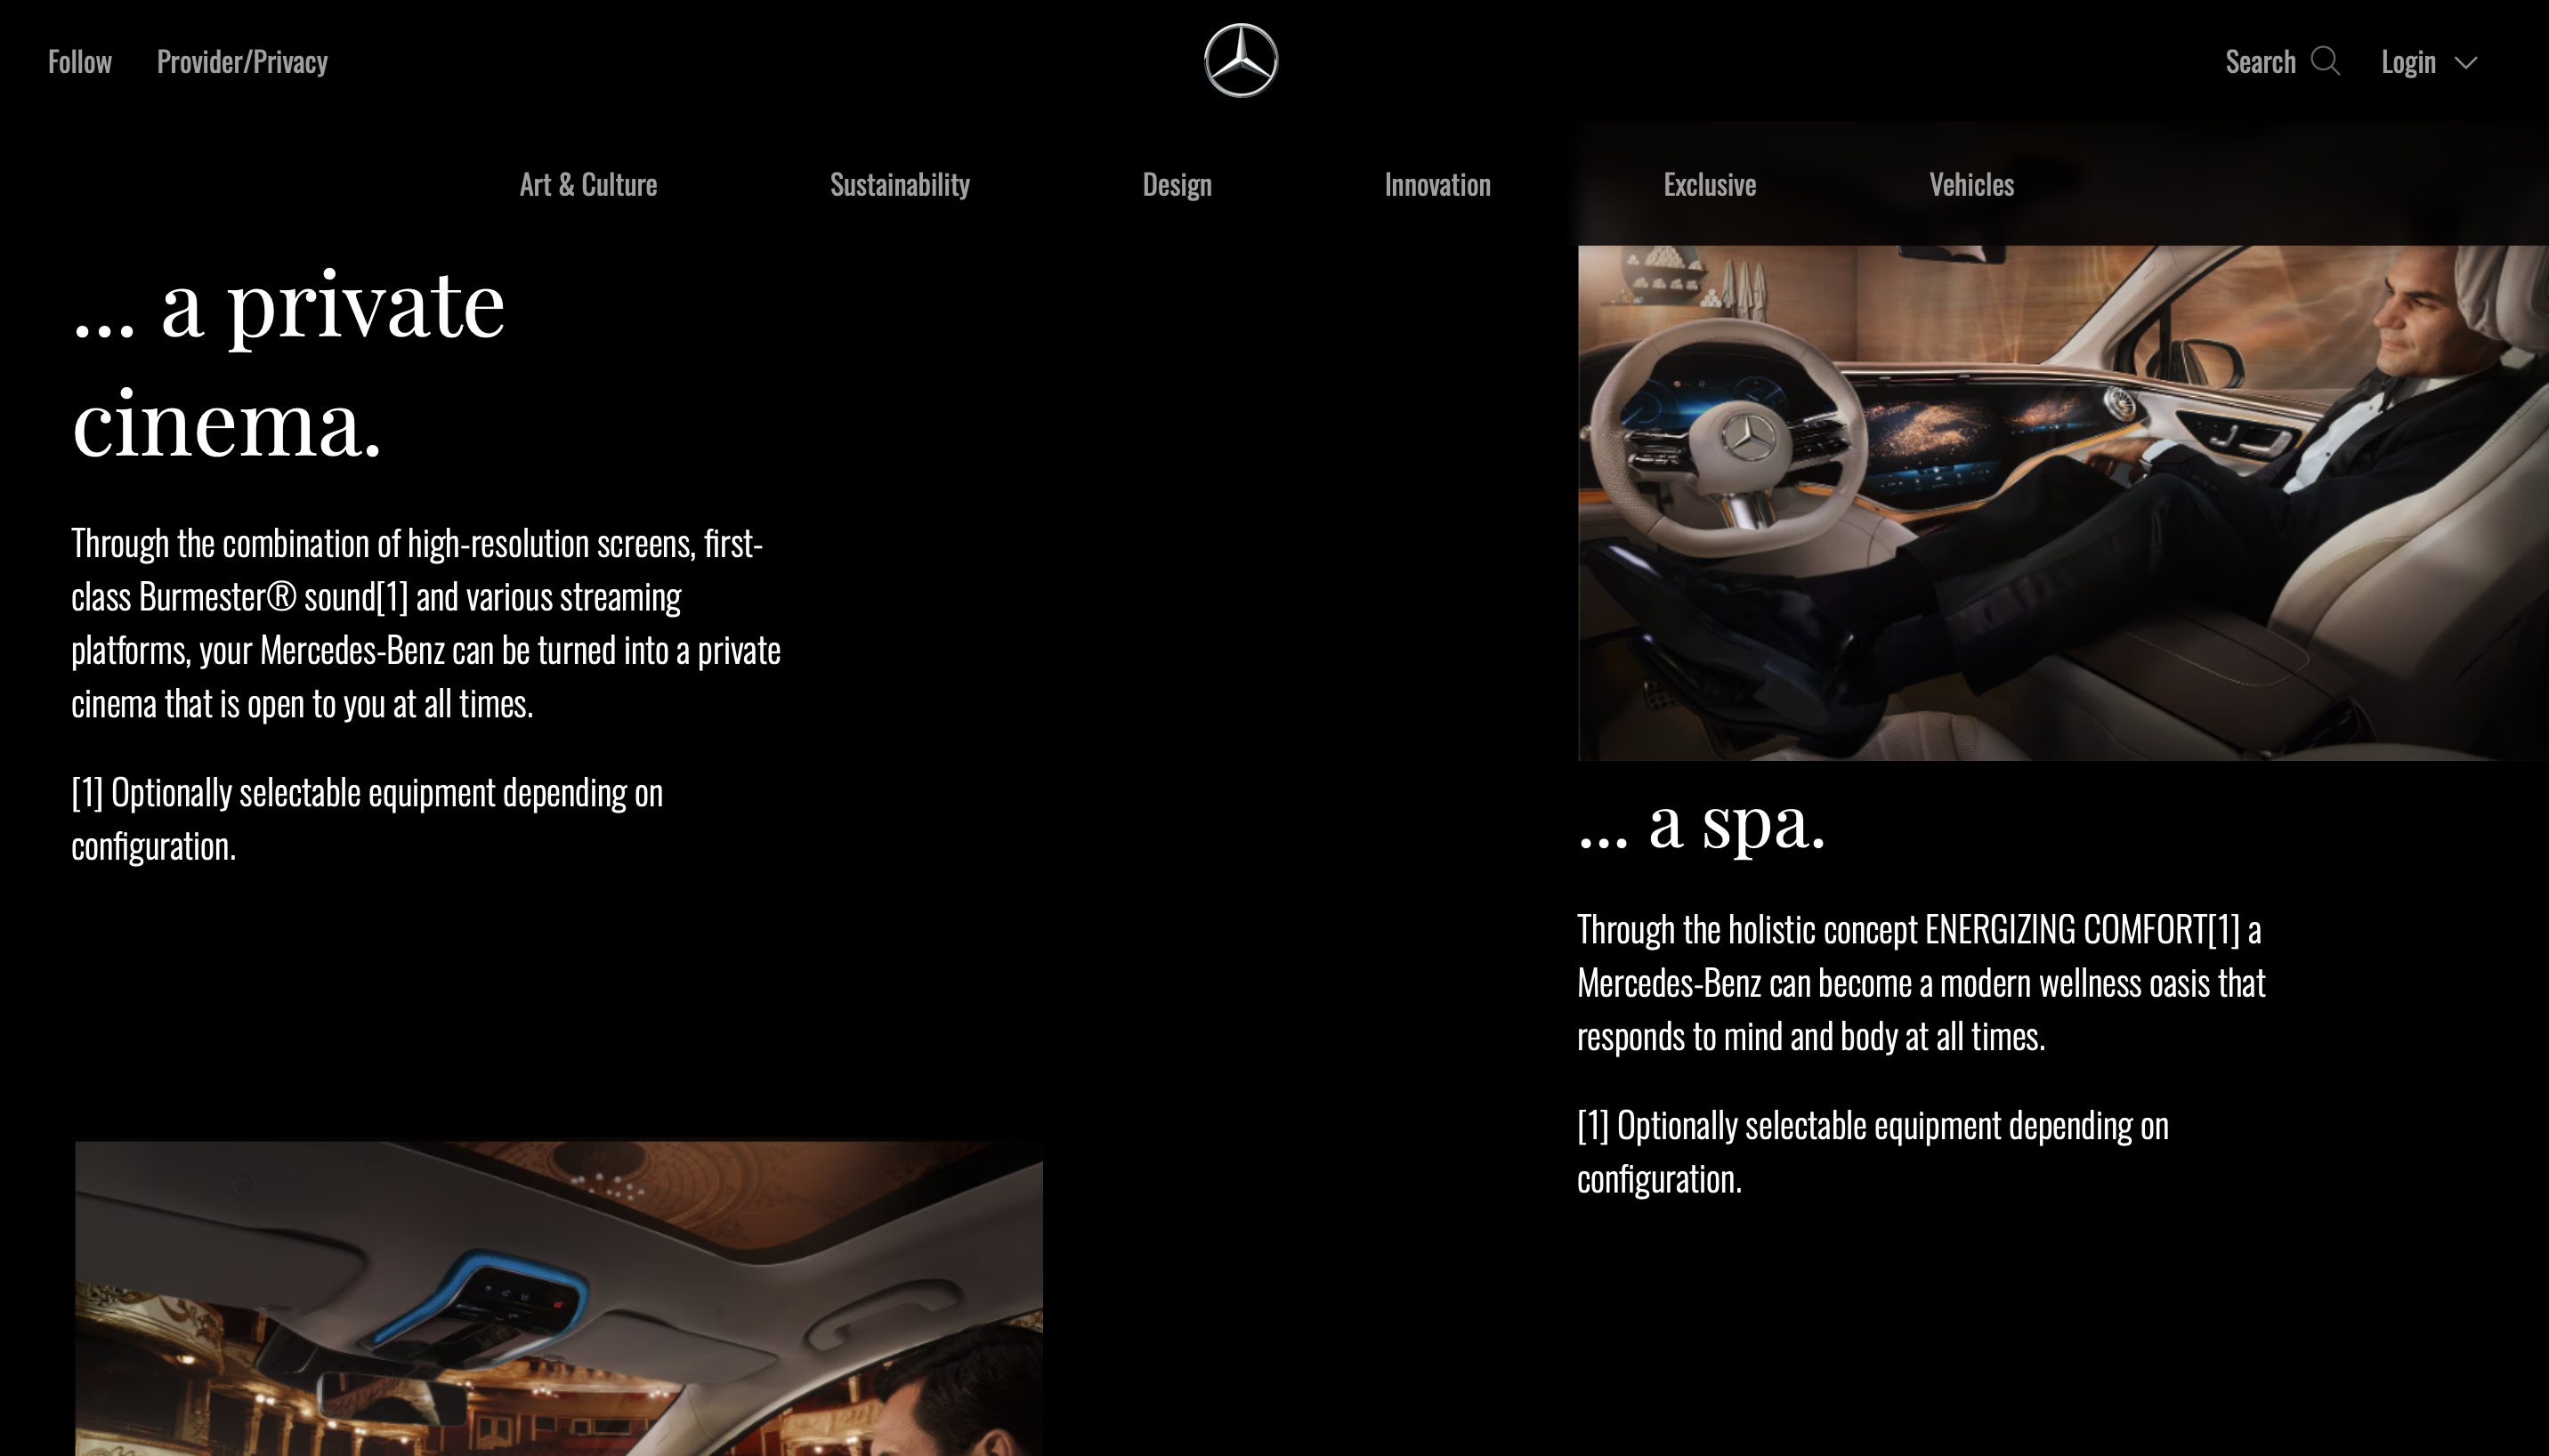 Follow
Provider/Privacy
Search
Login
Art & Culture
Sustainability
Design
Innovation
Exclusive
Vehicles
... a private
cinema.
Through the combination of high-resolution screens, first-
class Burmester® sound[1] and various streaming
platforms, your Mercedes-Benz can be turned into a private
cinema that is open to you at all times.
[1] Optionally selectable equipment depending on
configuration.
... a spa.
Through the holistic concept ENERGIZING COMFORT[1] a
Mercedes-Benz can become a modern wellness oasis that
responds to mind and body at all times.
[1] Optionally selectable equipment depending on
configuration.